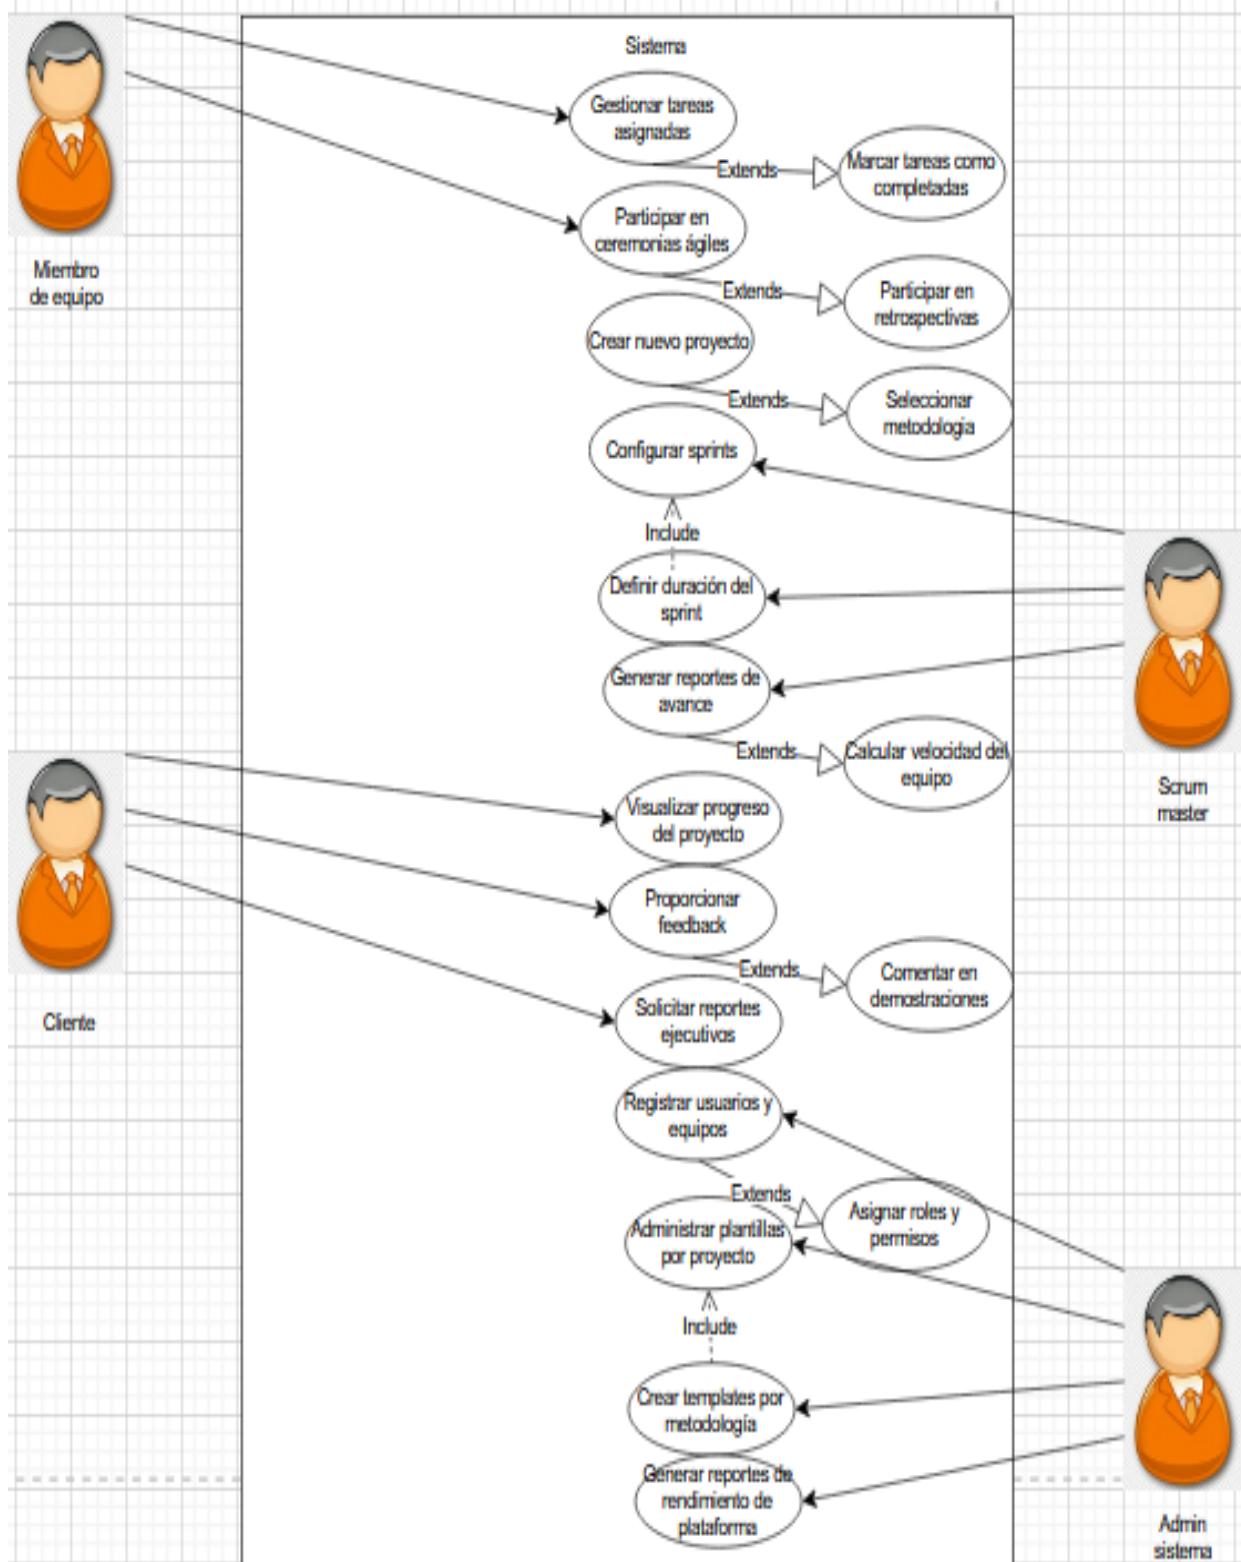 Sistema
Gestionar tareas
asignadas
Extends
Marcar tareas como
completadas
Participar en
ceremonias ágiles
Miembro
de equipo
Extends
Participar en
retrospectivas
Crear nuevo proyecto
Extends
Seleccionar
metodologia
Configurar sprints
Include
Definir duración del
sprint
Generar reportes de
avance
Extends
Calcular velocidad del
equipo
Scrum
master
Visualizar progreso
del proyecto
Proporcionar
feedback
Extends
Comentar en
demostraciones
Cliente
Solicitar reportes
ejecutivos
Registrar usuarios y
equipos
Extends
Asignar roles y
permisos
Administrar plantillas
por proyecto
Include
Crear templates por
metodología
Generar reportes de
rendimiento de
plataforma
Admin
sistema